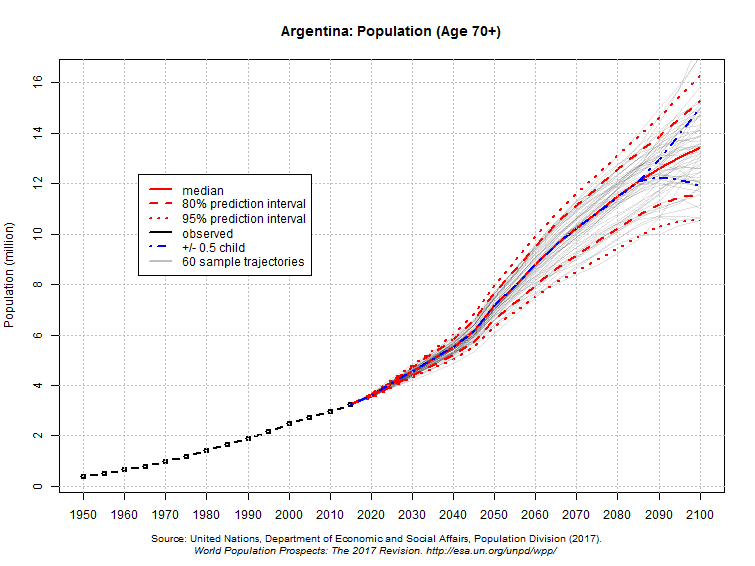 Argentina: Population (Age 70+)
Population (million)
16
14
12
10
8
6
4
2
0
median
80% prediction interval
95% prediction interval
observed
+/- 0.5 child
60 sample trajectories
1950 1960 1970 1980 1990 2000 2010 2020 2030 2040 2050 2060 2070 2080 2090 2100
Source: United Nations, Department of Economic and Social Affairs, Population Division (2017).
World Population Prospects: The 2017 Revision. http://esa.un.org/unpd/wpp/